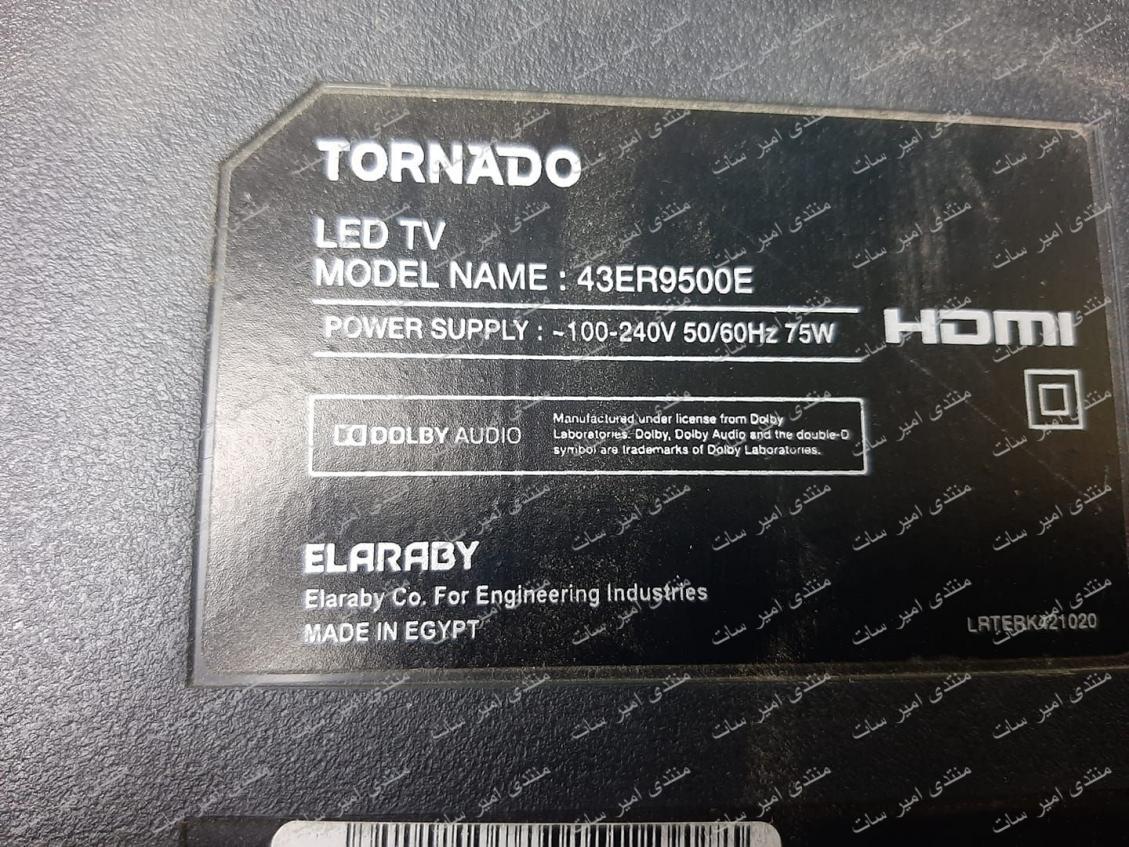 TORNADO
LED TV
MODEL NAME : 43ER9500E
POWER SUPPLY : ~100-240V 50/60Hz 75W
HDMI
DOLBY AUDIO
Manufactured under license from Dolby
Laboratories. Dolby, Dolby Audio and the double-D
symbol are trademarks of Dolby Laboratories.
ELARABY
Elaraby Co. For Engineering Industries
MADE IN EGYPT
LRTERK421020
منتدى امير سات